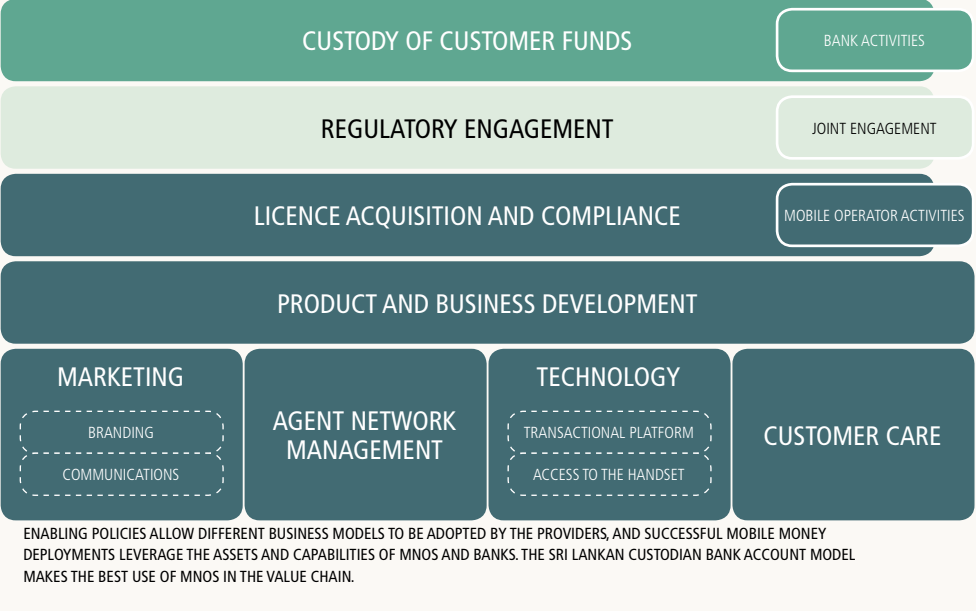 CUSTODY OF CUSTOMER FUNDS
BANK ACTIVITIES
REGULATORY ENGAGEMENT
JOINT ENGAGEMENT
LICENCE ACQUISITION AND COMPLIANCE
MOBILE OPERATOR ACTIVITIES
PRODUCT AND BUSINESS DEVELOPMENT
MARKETING
BRANDING
COMMUNICATIONS
AGENT NETWORK
MANAGEMENT
TECHNOLOGY
TRANSACTIONAL PLATFORM
ACCESS TO THE HANDSET
CUSTOMER CARE
ENABLING POLICIES ALLOW DIFFERENT BUSINESS MODELS TO BE ADOPTED BY THE PROVIDERS, AND SUCCESSFUL MOBILE MONEY
DEPLOYMENTS LEVERAGE THE ASSETS AND CAPABILITIES OF MNOS AND BANKS. THE SRI LANKAN CUSTODIAN BANK ACCOUNT MODEL
MAKES THE BEST USE OF MNOS IN THE VALUE CHAIN.